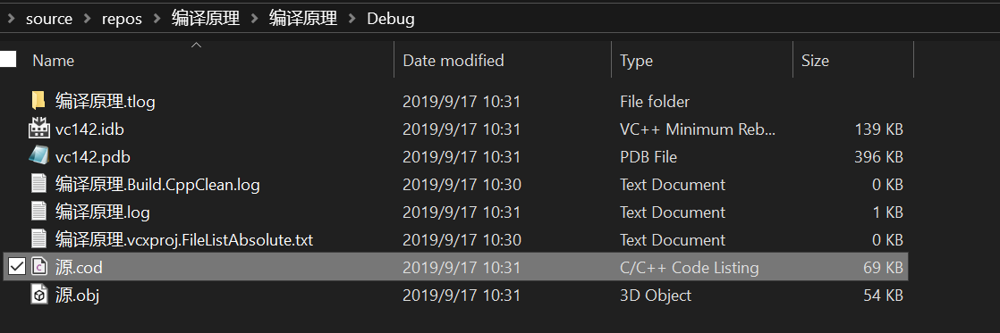 source repos 编译原理 编译原理 Debug
Name Date modified Type Size
编译原理.tlog 2019/9/17 10:31 File folder
vc142.idb 2019/9/17 10:31 VC++ Minimum Reb... 139 KB
vc142.pdb 2019/9/17 10:31 PDB File 396 KB
编译原理.Build.CppClean.log 2019/9/17 10:30 Text Document 0 KB
编译原理.log 2019/9/17 10:31 Text Document 1 KB
编译原理.vcxproj.FileListAbsolute.txt 2019/9/17 10:30 Text Document 0 KB
源.cod 2019/9/17 10:31 C/C++ Code Listing 69 KB
源.obj 2019/9/17 10:31 3D Object 54 KB